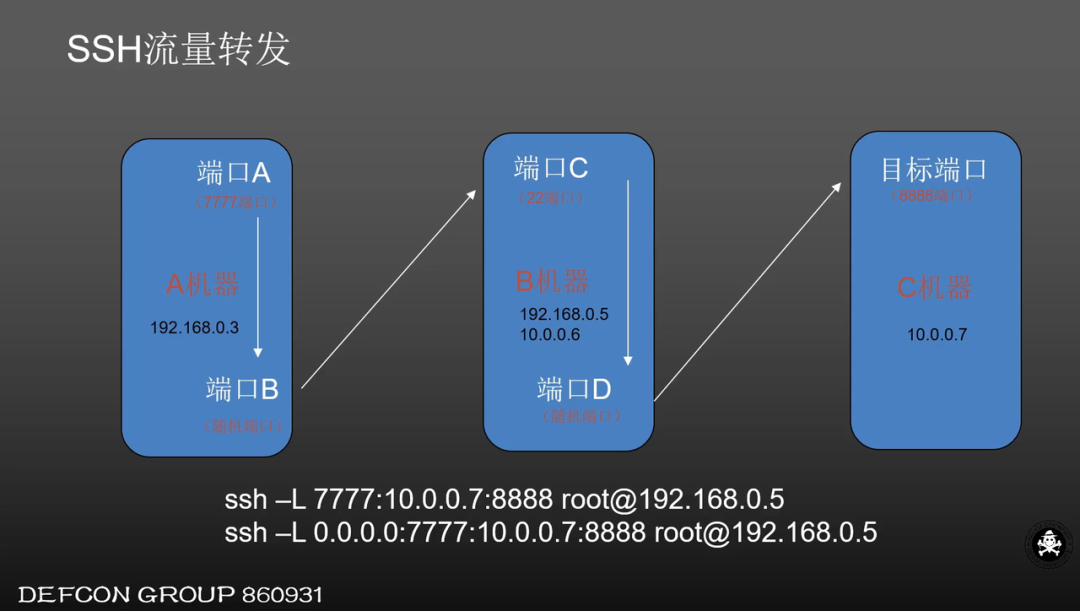 SSH流量转发
端口A
（7777端口）
A机器
192.168.0.3
端口B
（随机端口）
端口C
（22端口）
B机器
192.168.0.5
10.0.0.6
端口D
（随机端口）
目标端口
（8888端口）
C机器
10.0.0.7
ssh –L 7777:10.0.0.7:8888 root@192.168.0.5
ssh –L 0.0.0.0:7777:10.0.0.7:8888 root@192.168.0.5
DEFCON GROUP 860931